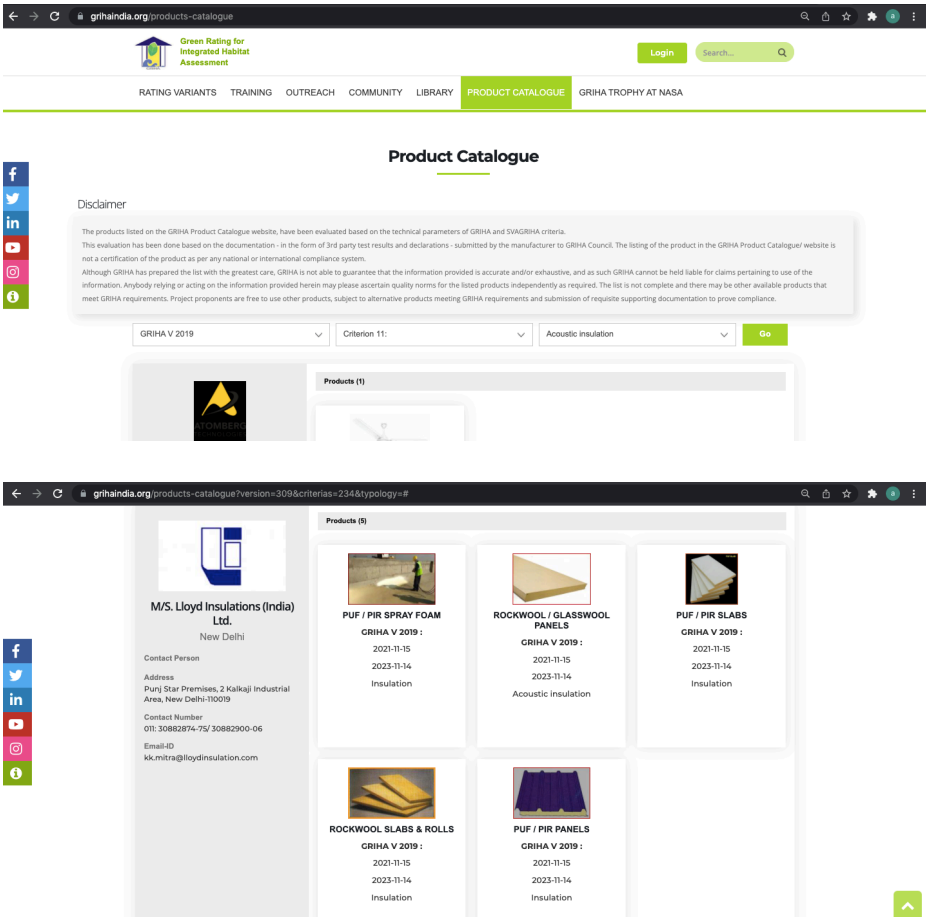 grihaindia.org/products-catalogue
a
Green Rating for
Integrated Habitat
Assessment
Login
Search...
RATING VARIANTS TRAINING OUTREACH COMMUNITY LIBRARY PRODUCT CATALOGUE GRIHA TROPHY AT NASA
Product Catalogue
Disclaimer
The products listed on the GRIHA Product Catalogue website, have been evaluated based on the technical parameters of GRIHA and SVAGRIHA criteria.
This evaluation has been done based on the documentation - in the form of 3rd party test results and declarations - submitted by the manufacturer to GRIHA Council. The listing of the product in the GRIHA Product Catalogue/ website is
not a certification of the product as per any national or international compliance system.
Although GRIHA has prepared the list with the greatest care, GRIHA is not able to guarantee that the information provided is accurate and/or exhaustive, and as such GRIHA cannot be held liable for claims pertaining to use of the
information. Anybody relying or acting on the information provided herein may please ascertain quality norms for the listed products independently as required. The list is not complete and there may be other available products that
meet GRIHA requirements. Project proponents are free to use other products, subject to alternative products meeting GRIHA requirements and submission of requisite supporting documentation to prove compliance.
GRIHA V 2019 Criterion 11: Acoustic insulation Go
Products (1)
ATOMBERG
grihaindia.org/products-catalogue?version=309&criterias=234&typology=#
a
M/S. Lloyd Insulations (India)
Ltd.
New Delhi
Contact Person
Address
Punj Star Premises, 2 Kalkaji Industrial
Area, New Delhi-110019
Contact Number
011: 30882874-75/ 30882900-06
Email-ID
kk.mitra@lloydinsulation.com
Products (5)
PUF / PIR SPRAY FOAM
GRIHA V 2019 :
2021-11-15
2023-11-14
Insulation
ROCKWOOL / GLASSWOOL
PANELS
GRIHA V 2019 :
2021-11-15
2023-11-14
Acoustic insulation
PUF / PIR SLABS
GRIHA V 2019 :
2021-11-15
2023-11-14
Insulation
ROCKWOOL SLABS & ROLLS
GRIHA V 2019 :
2021-11-15
2023-11-14
Insulation
PUF / PIR PANELS
GRIHA V 2019 :
2021-11-15
2023-11-14
Insulation